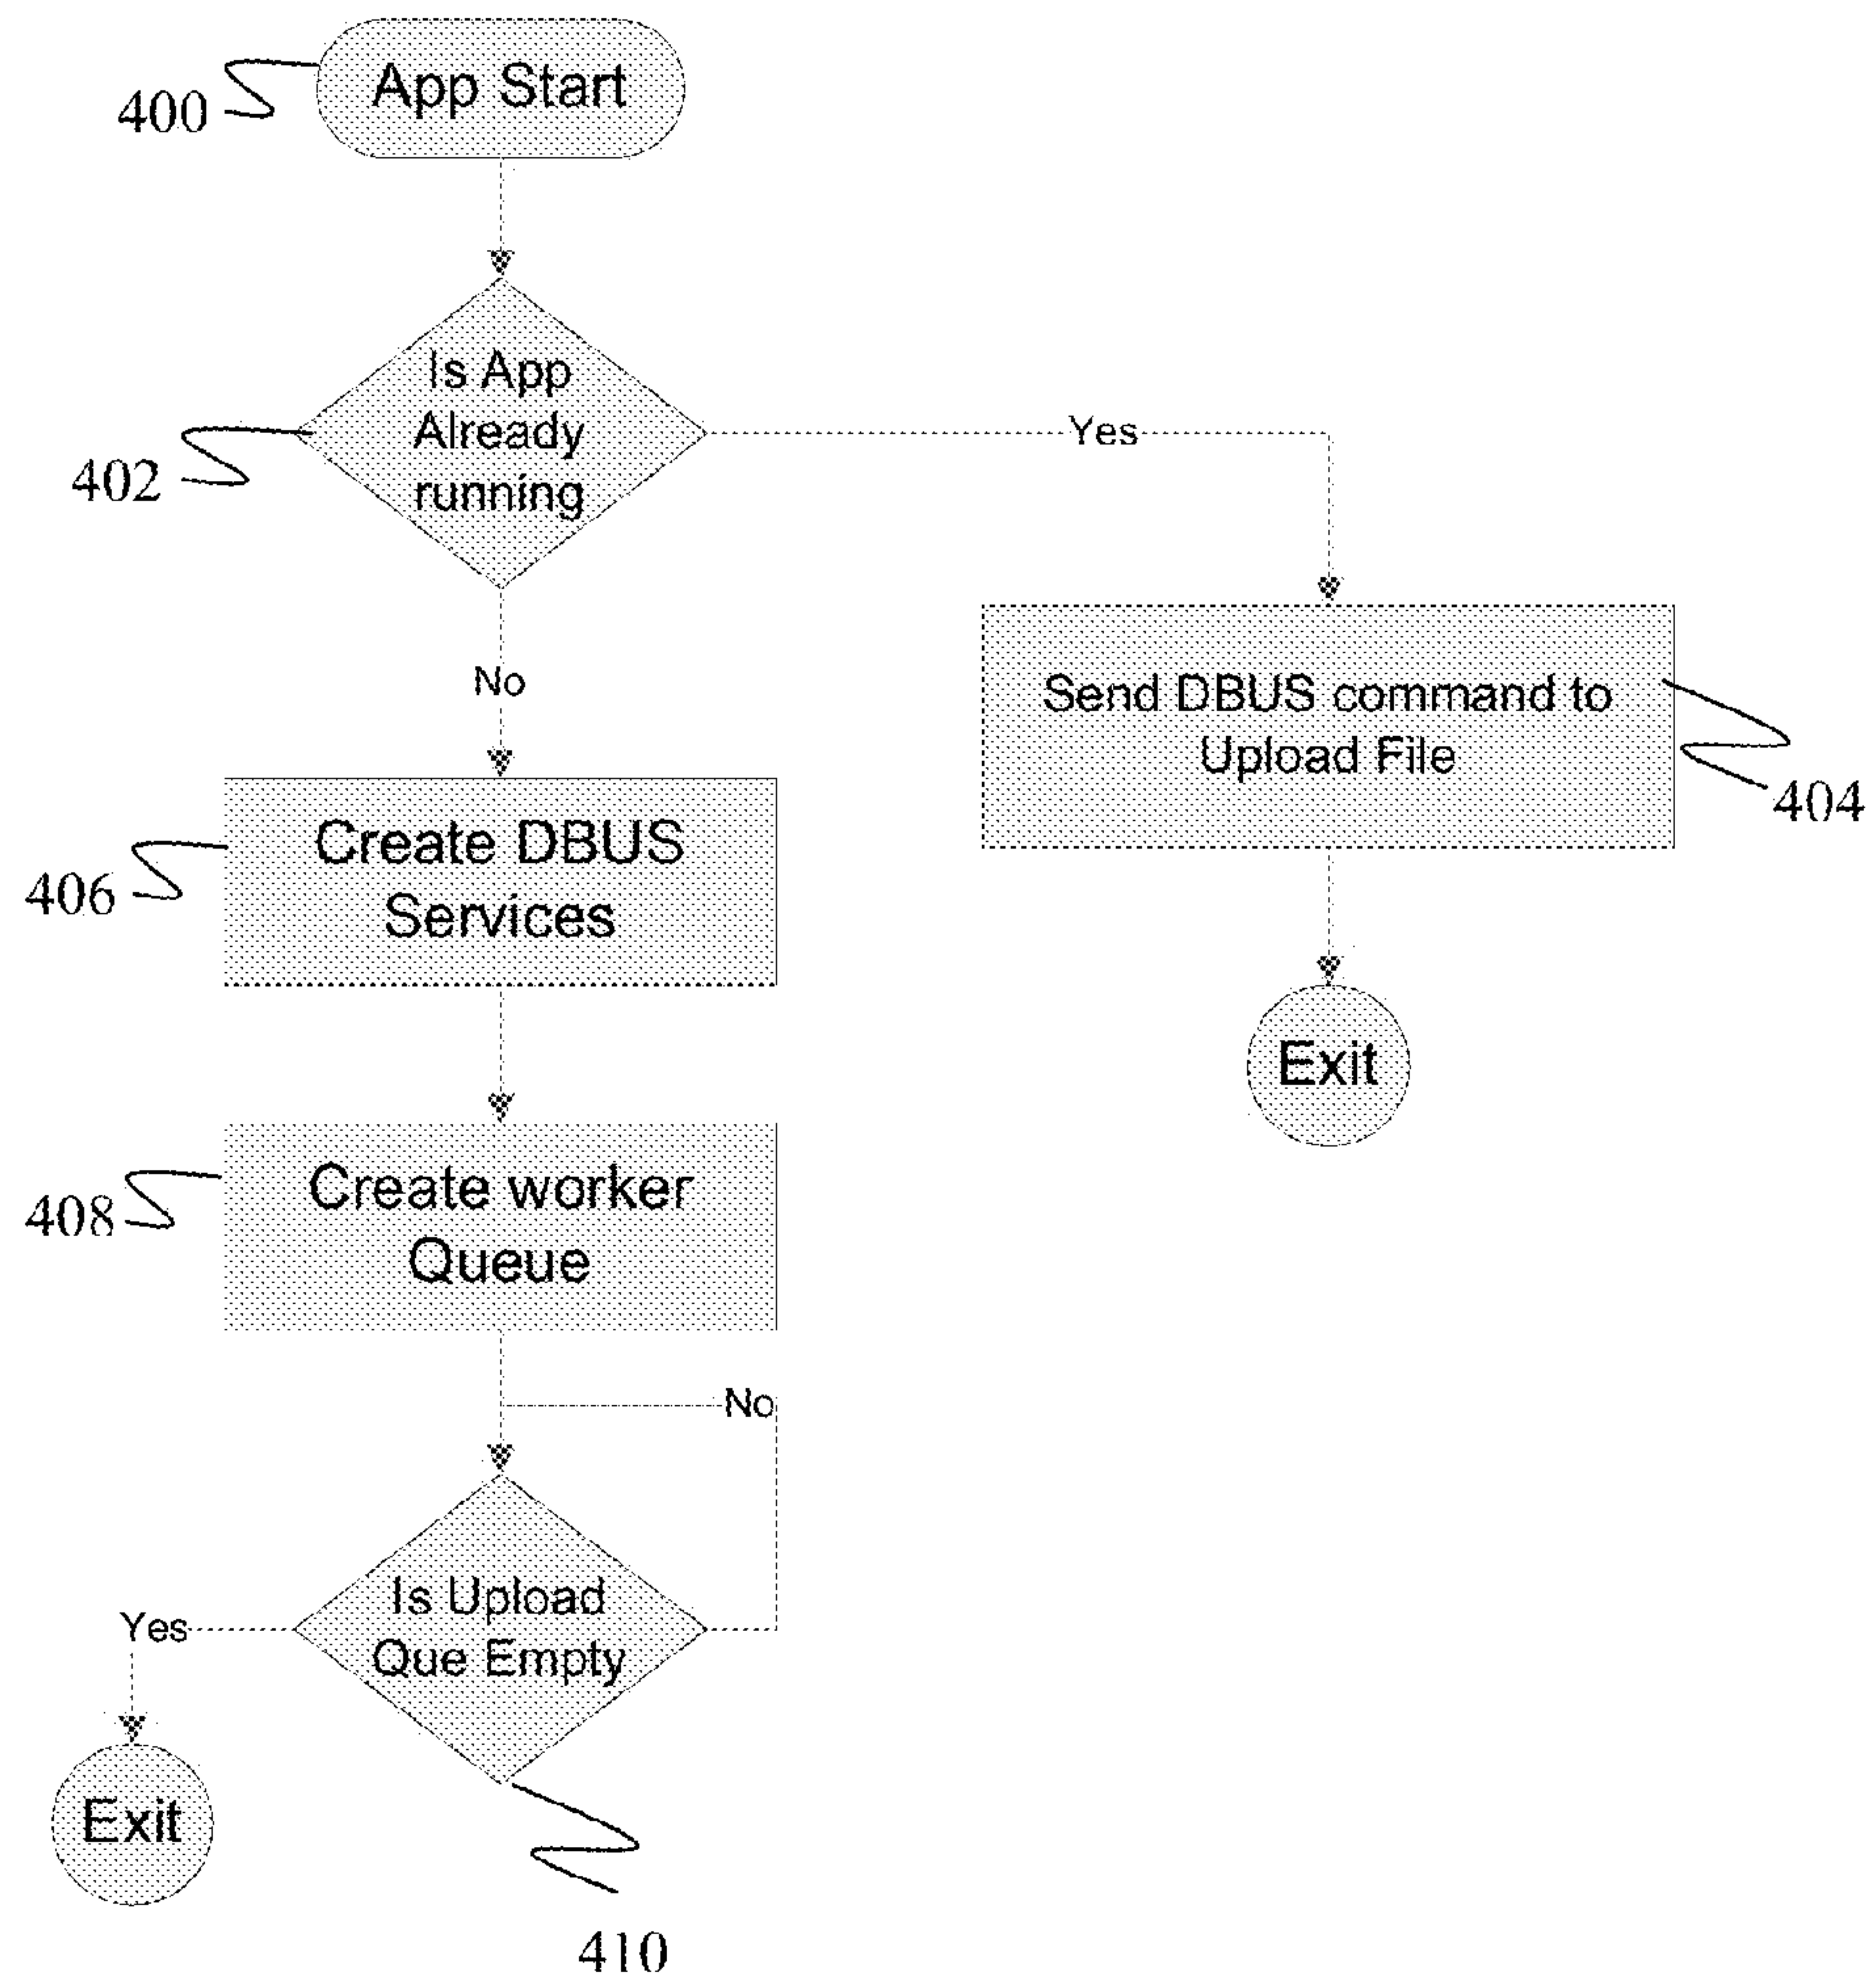 App Start
400
Is App
Already
running
402
Yes
No
Send DBUS command to
Upload File
404
Create DBUS
Services
406
Exit
Create worker
Queue
408
No
Is Upload
Que Empty
Yes
Exit
410